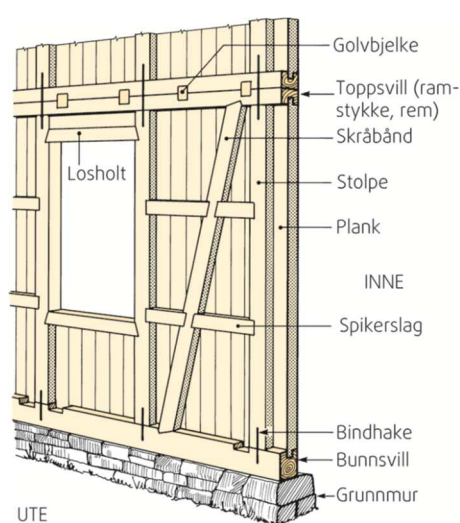 Golvbjelke
Toppsvill (ram-
stykke, rem)
Skråbånd
Losholt
Stolpe
Plank
INNE
Spikerslag
Bindhake
Bunnsvill
Grunnmur
UTE